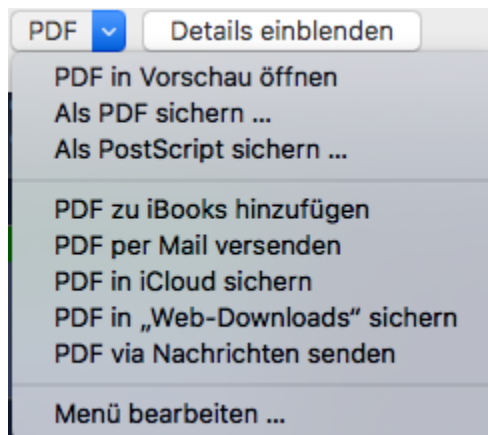 PDF Details einblenden
PDF in Vorschau öffnen
Als PDF sichern ...
Als PostScript sichern ...
PDF zu iBooks hinzufügen
PDF per Mail versenden
PDF in iCloud sichern
PDF in „Web-Downloads“ sichern
PDF via Nachrichten senden
Menü bearbeiten ...